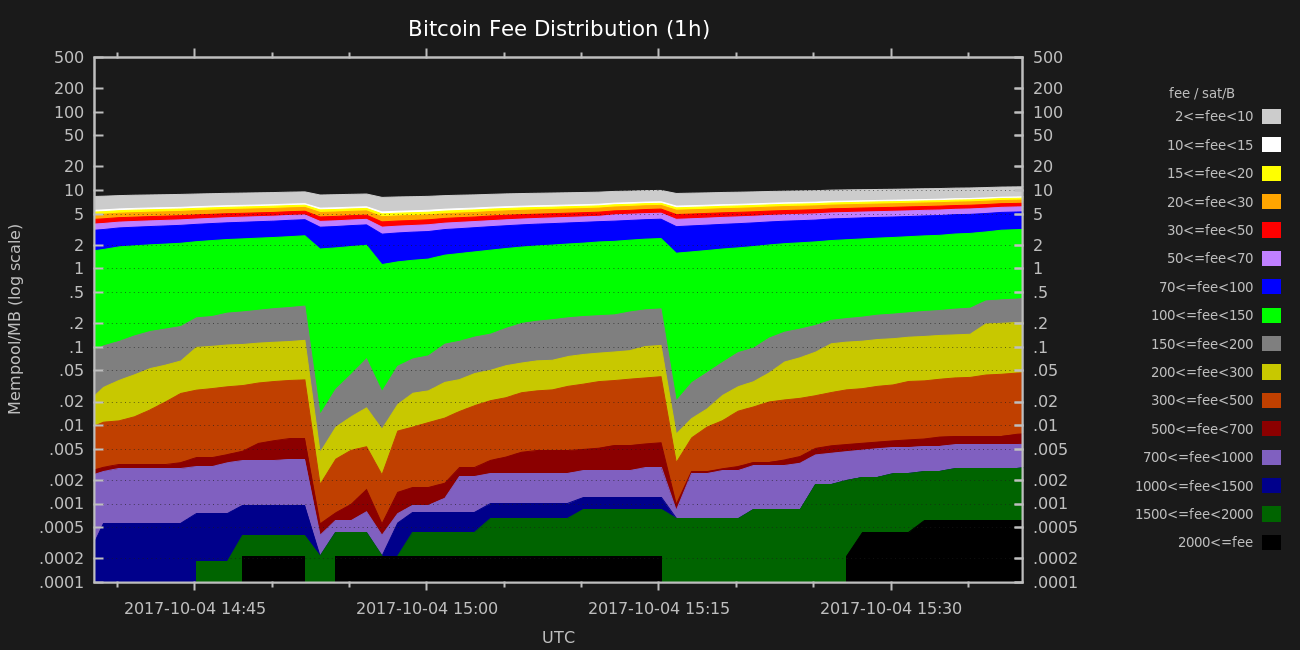 Bitcoin Fee Distribution (1h)
Mempool/MB (log scale)
500
200
100
50
20
10
5
2
1
.5
.2
.1
.05
.02
.01
.005
.002
.001
.0005
.0002
.0001
500
200
100
50
20
10
5
2
1
.5
.2
.1
.05
.02
.01
.005
.002
.001
.0005
.0002
.0001
fee / sat/B
2<=fee<10
10<=fee<15
15<=fee<20
20<=fee<30
30<=fee<50
50<=fee<70
70<=fee<100
100<=fee<150
150<=fee<200
200<=fee<300
300<=fee<500
500<=fee<700
700<=fee<1000
1000<=fee<1500
1500<=fee<2000
2000<=fee
2017-10-04 14:45 2017-10-04 15:00 2017-10-04 15:15 2017-10-04 15:30
UTC